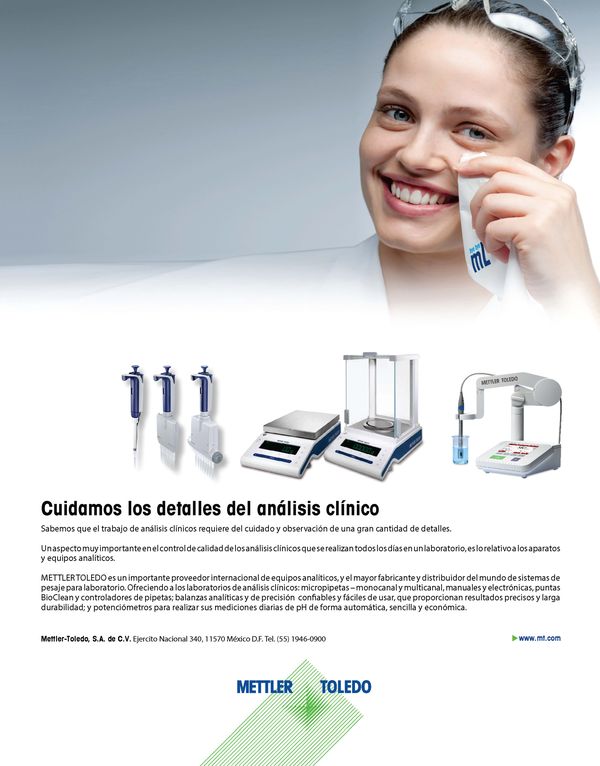 mL
METTLER TOLEDO
Cuidamos los detalles del análisis clínico
Sabemos que el trabajo de análisis clínicos requiere del cuidado y observación de una gran cantidad de detalles.
Un aspecto muy importante en el control de calidad de los análisis clínicos que se realizan todos los días en un laboratorio, es lo relativo a los aparatos
y equipos analíticos.
METTLER TOLEDO es un importante proveedor internacional de equipos analíticos, y el mayor fabricante y distribuidor del mundo de sistemas de
pesaje para laboratorio. Ofreciendo a los laboratorios de análisis clínicos: micropipetas – monocanal y multicanal, manuales y electrónicas, puntas
BioClean y controladores de pipetas; balanzas analíticas y de precisión confiables y fáciles de usar, que proporcionan resultados precisos y larga
durabilidad; y potenciómetros para realizar sus mediciones diarias de pH de forma automática, sencilla y económica.
Mettler-Toledo, S.A. de C.V. Ejercito Nacional 340, 11570 México D.F. Tel. (55) 1946-0900
www.mt.com
METTLER TOLEDO